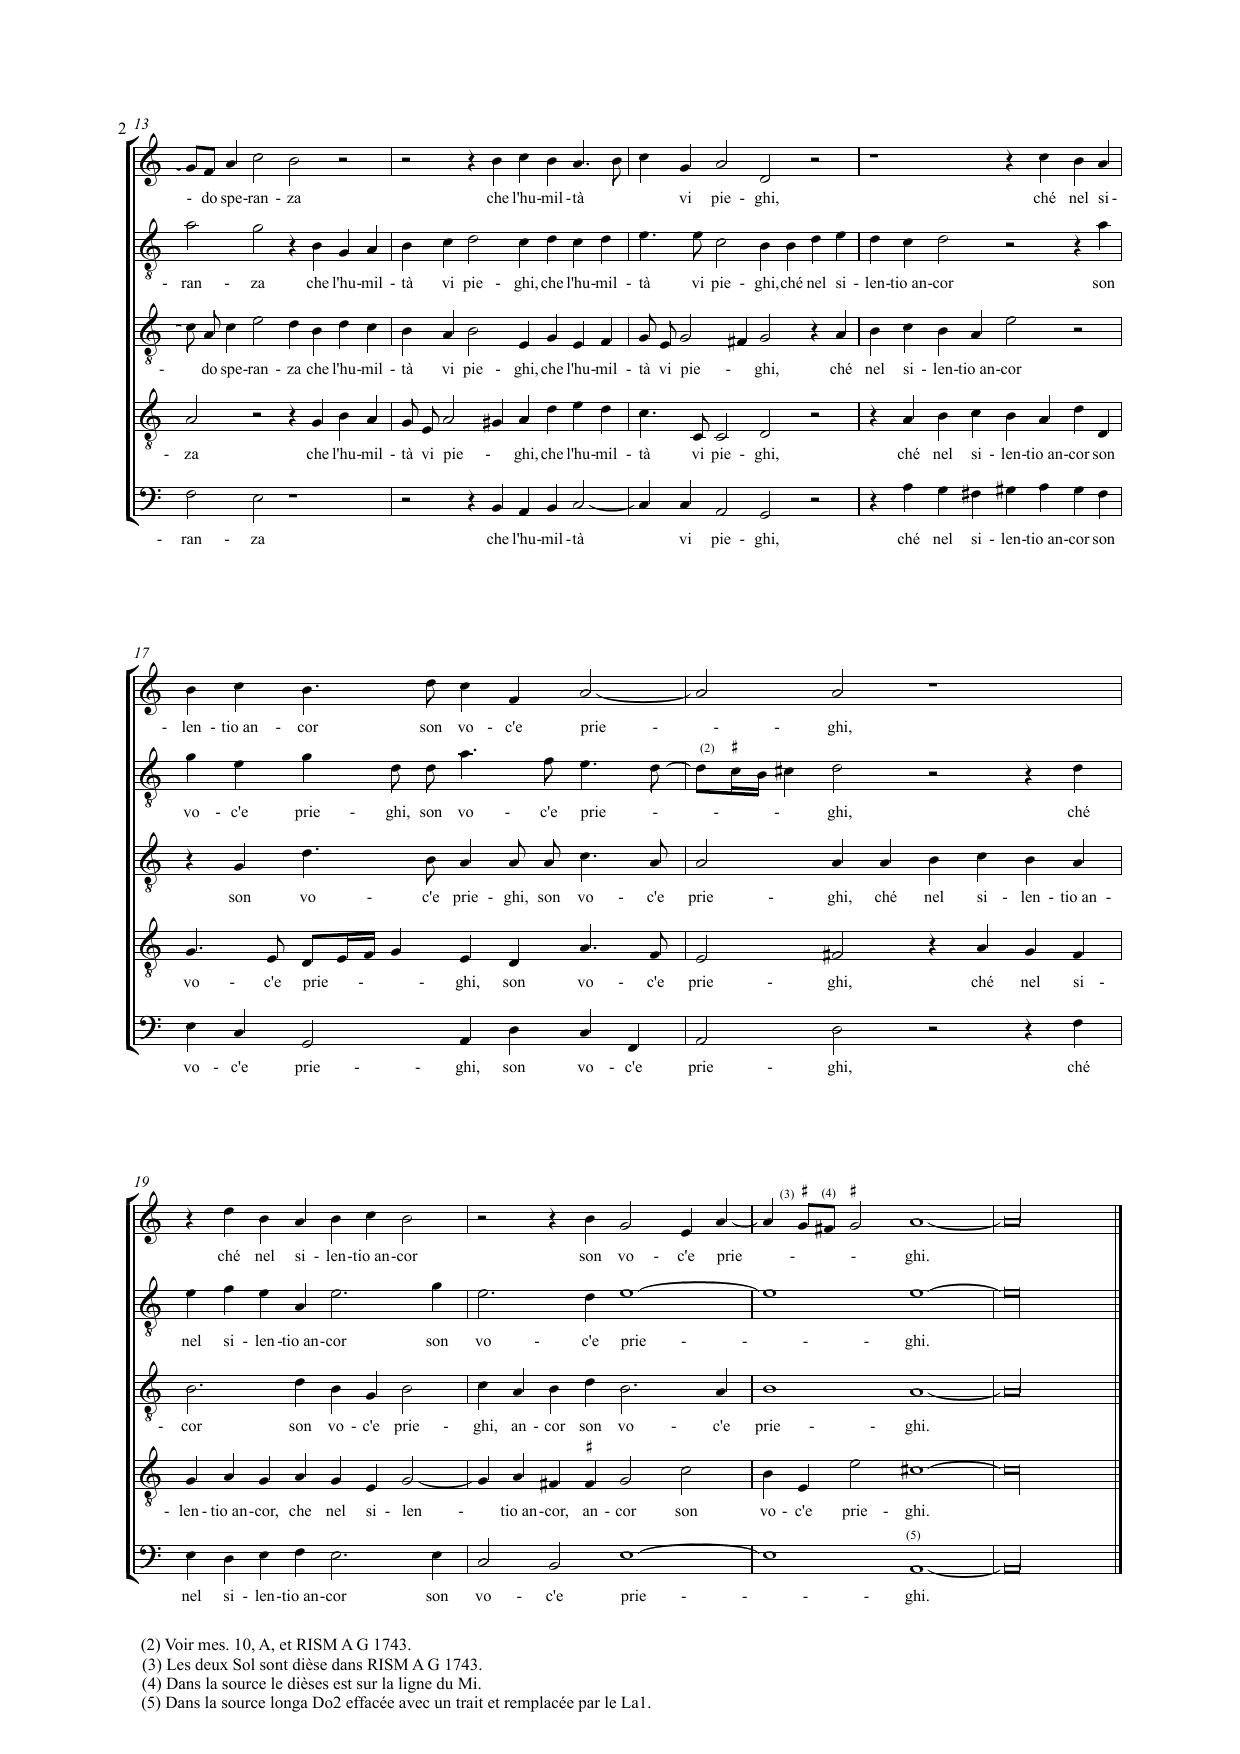 2 13
- do spe-ran - za che l'hu-mil-tà vi pie - ghi, ché nel si-
- ran - za che l'hu-mil - tà vi pie - ghi, che l'hu-mil - tà vi pie - ghi, ché nel si - len-tio an-cor son
- do spe-ran - za che l'hu-mil - tà vi pie - ghi, che l'hu-mil - tà vi pie - ghi, ché nel si - len-tio an-cor
- za che l'hu-mil - tà vi pie - ghi, che l'hu-mil - tà vi pie - ghi, ché nel si - len-tio an-cor son
- ran - za che l'hu-mil-tà vi pie - ghi, ché nel si - len-tio an-cor son
17
- len - tio an - cor son vo - c'e prie - - - ghi,
(2) ♯
vo - c'e prie - ghi, son vo - c'e prie - - - ghi, ché
son vo - c'e prie - ghi, son vo - c'e prie - ghi, ché nel si - len - tio an -
vo - c'e prie - - ghi, son vo - c'e prie - ghi, ché nel si -
vo - c'e prie - - ghi, son vo - c'e prie - ghi, ché
19
(3) ♯ (4) ♯
ché nel si - len-tio an-cor son vo - c'e prie - - ghi.
nel si - len-tio an-cor son vo - c'e prie - - - - ghi.
- cor son vo - c'e prie - ghi, an - cor son vo - c'e prie - - ghi.
♯
- len - tio an-cor, che nel si - len - tio an-cor, an - cor son vo - c'e prie - ghi.
(5)
nel si - len-tio an-cor son vo - c'e prie - - - - ghi.
(2) Voir mes. 10, A, et RISM A G 1743.
(3) Les deux Sol sont dièse dans RISM A G 1743.
(4) Dans la source le dièses est sur la ligne du Mi.
(5) Dans la source longa Do2 effacée avec un trait et remplacée par le La1.